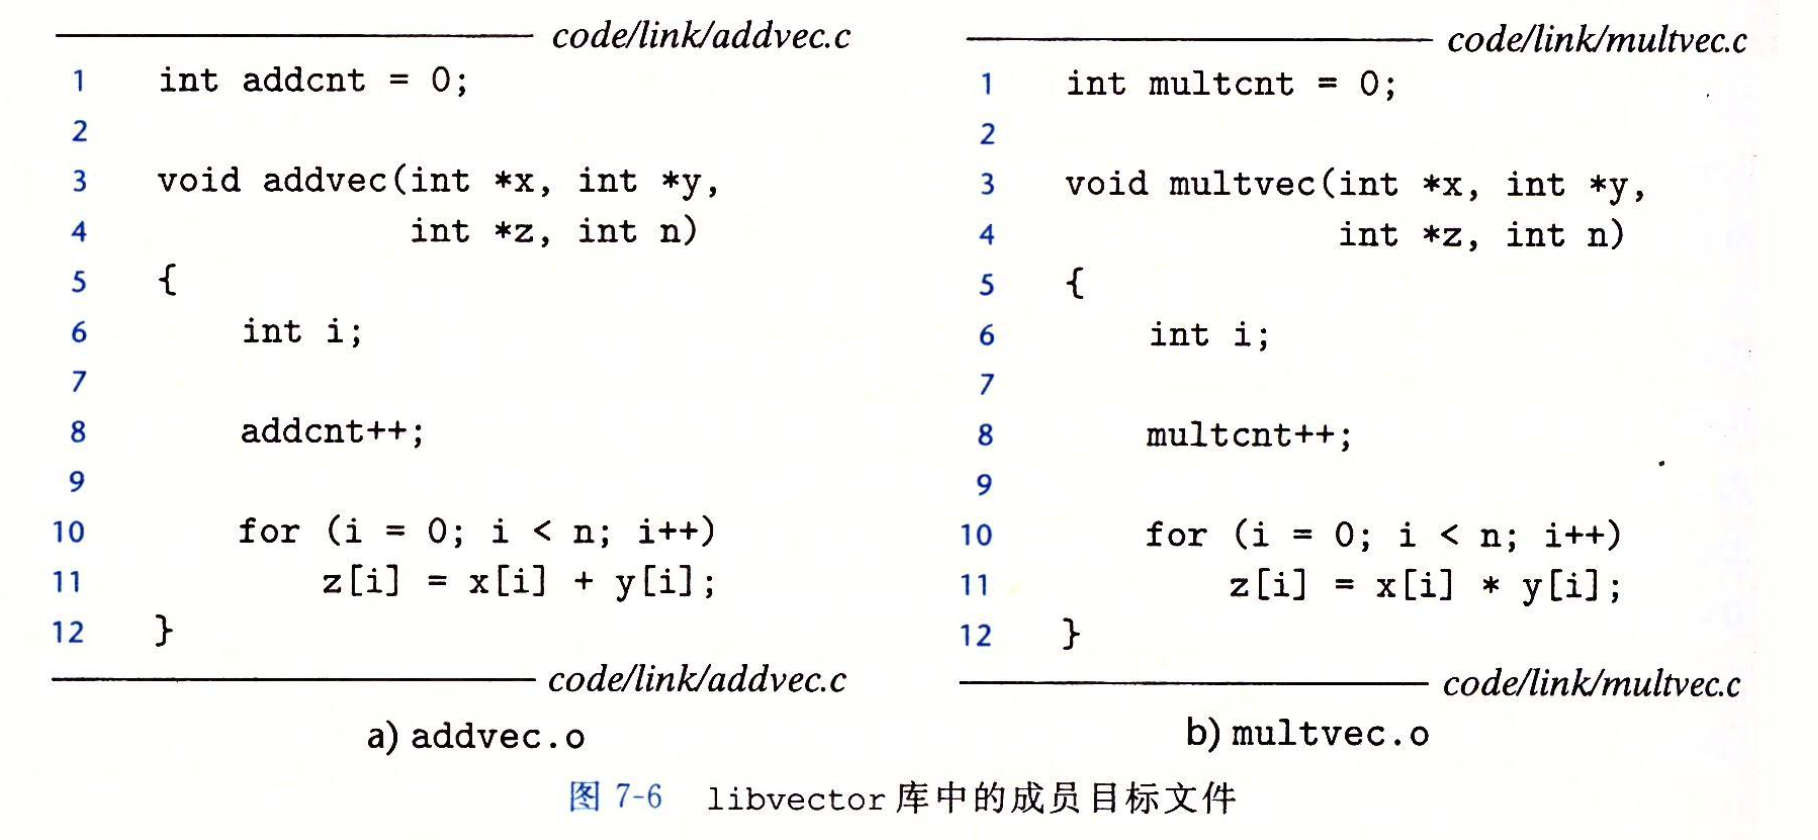 code/link/addvec.c
1 int addcnt = 0;
2
3 void addvec(int *x, int *y,
4 int *z, int n)
5 {
6 int i;
7
8 addcnt++;
9
10 for (i = 0; i < n; i++)
11 z[i] = x[i] + y[i];
12 }
code/link/addvec.c
a) addvec.o
code/link/multvec.c
1 int multcnt = 0;
2
3 void multvec(int *x, int *y,
4 int *z, int n)
5 {
6 int i;
7
8 multcnt++;
9
10 for (i = 0; i < n; i++)
11 z[i] = x[i] * y[i];
12 }
code/link/multvec.c
b) multvec.o
图 7-6 libvector 库中的成员目标文件